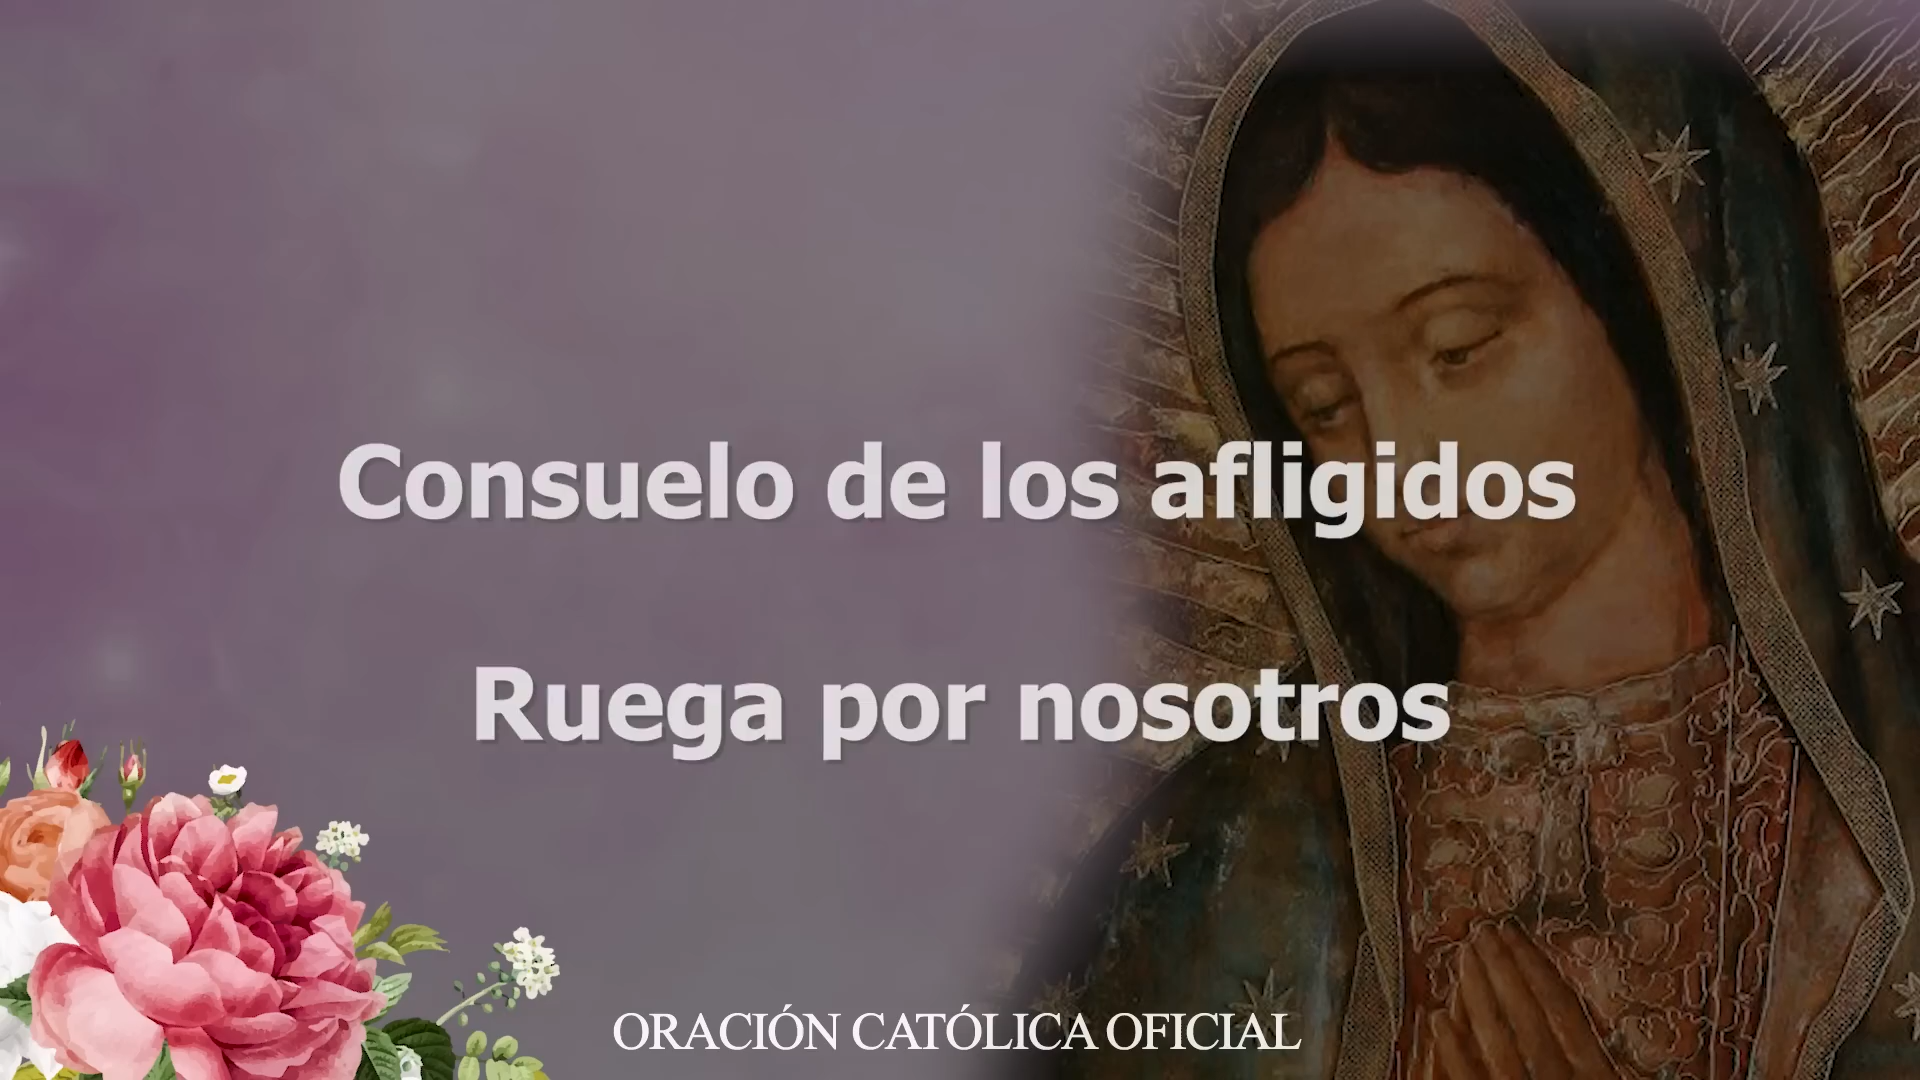 Consuelo de los afligidos
Ruega por nosotros
ORACIÓN CATÓLICA OFICIAL